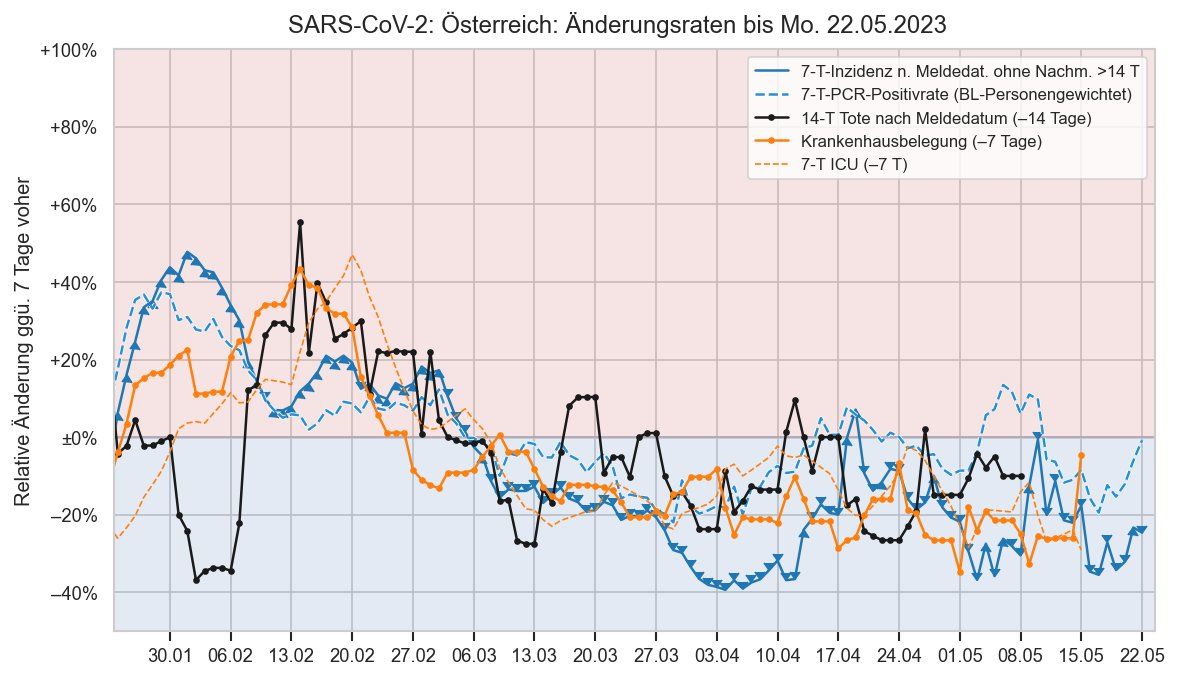 SARS-CoV-2: Österreich: Änderungsraten bis Mo. 22.05.2023
Relative Änderung ggü. 7 Tage voher
+100%
+80%
+60%
+40%
+20%
±0%
–20%
–40%
7-T-Inzidenz n. Meldedat. ohne Nachm. >14 T
7-T-PCR-Positivrate (BL-Personengewichtet)
14-T Tote nach Meldedatum (–14 Tage)
Krankenhausbelegung (–7 Tage)
7-T ICU (–7 T)
30.01 06.02 13.02 20.02 27.02 06.03 13.03 20.03 27.03 03.04 10.04 17.04 24.04 01.05 08.05 15.05 22.05